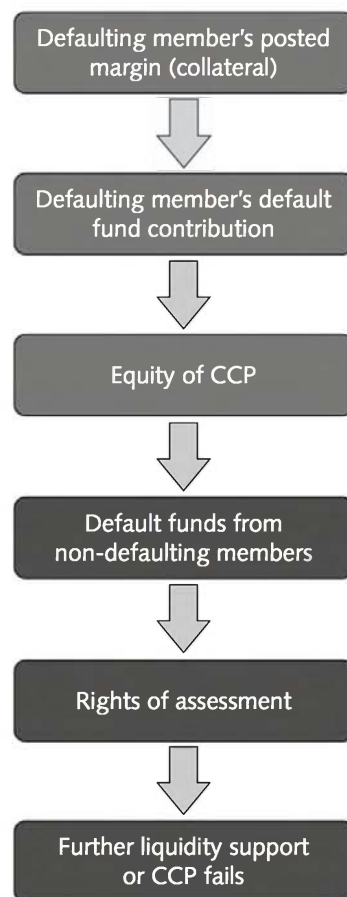 Defaulting member's posted
margin (collateral)
Defaulting member's default
fund contribution
Equity of CCP
Default funds from
non-defaulting members
Rights of assessment
Further liquidity support
or CCP fails